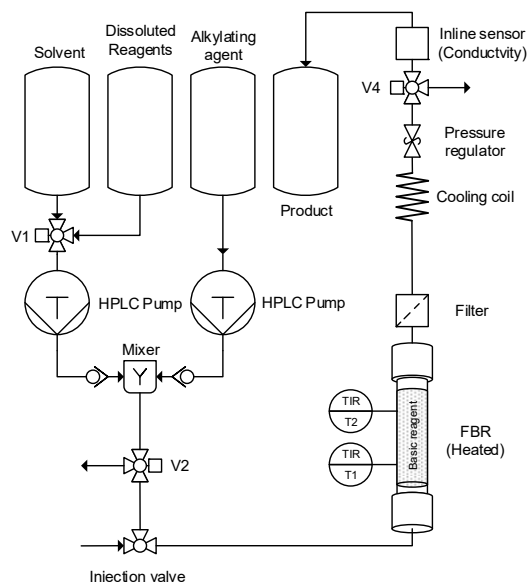 Solvent
Dissoluted
Reagents
Alkylating
agent
Inline sensor
(Conductvity)
V4
Pressure
regulator
Product
Cooling coil
V1
HPLC Pump
HPLC Pump
Filter
Mixer
Y
TIR
T2
TIR
T1
Basic reagent
FBR
(Heated)
V2
Injection valve